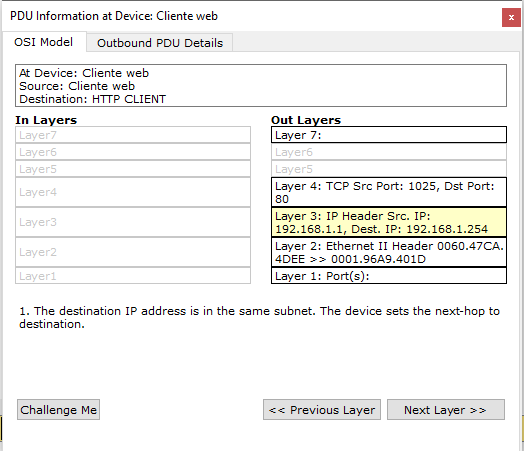 PDU Information at Device: Cliente web
x
OSI Model
Outbound PDU Details
At Device: Cliente web
Source: Cliente web
Destination: HTTP CLIENT
In Layers
Layer7
Layer6
Layer5
Layer4
Layer3
Layer2
Layer1
Out Layers
Layer 7:
Layer6
Layer5
Layer 4: TCP Src Port: 1025, Dst Port:
80
Layer 3: IP Header Src. IP:
192.168.1.1, Dest. IP: 192.168.1.254
Layer 2: Ethernet II Header 0060.47CA.
4DEE >> 0001.96A9.401D
Layer 1: Port(s):
1. The destination IP address is in the same subnet. The device sets the next-hop to
destination.
Challenge Me
<< Previous Layer
Next Layer >>